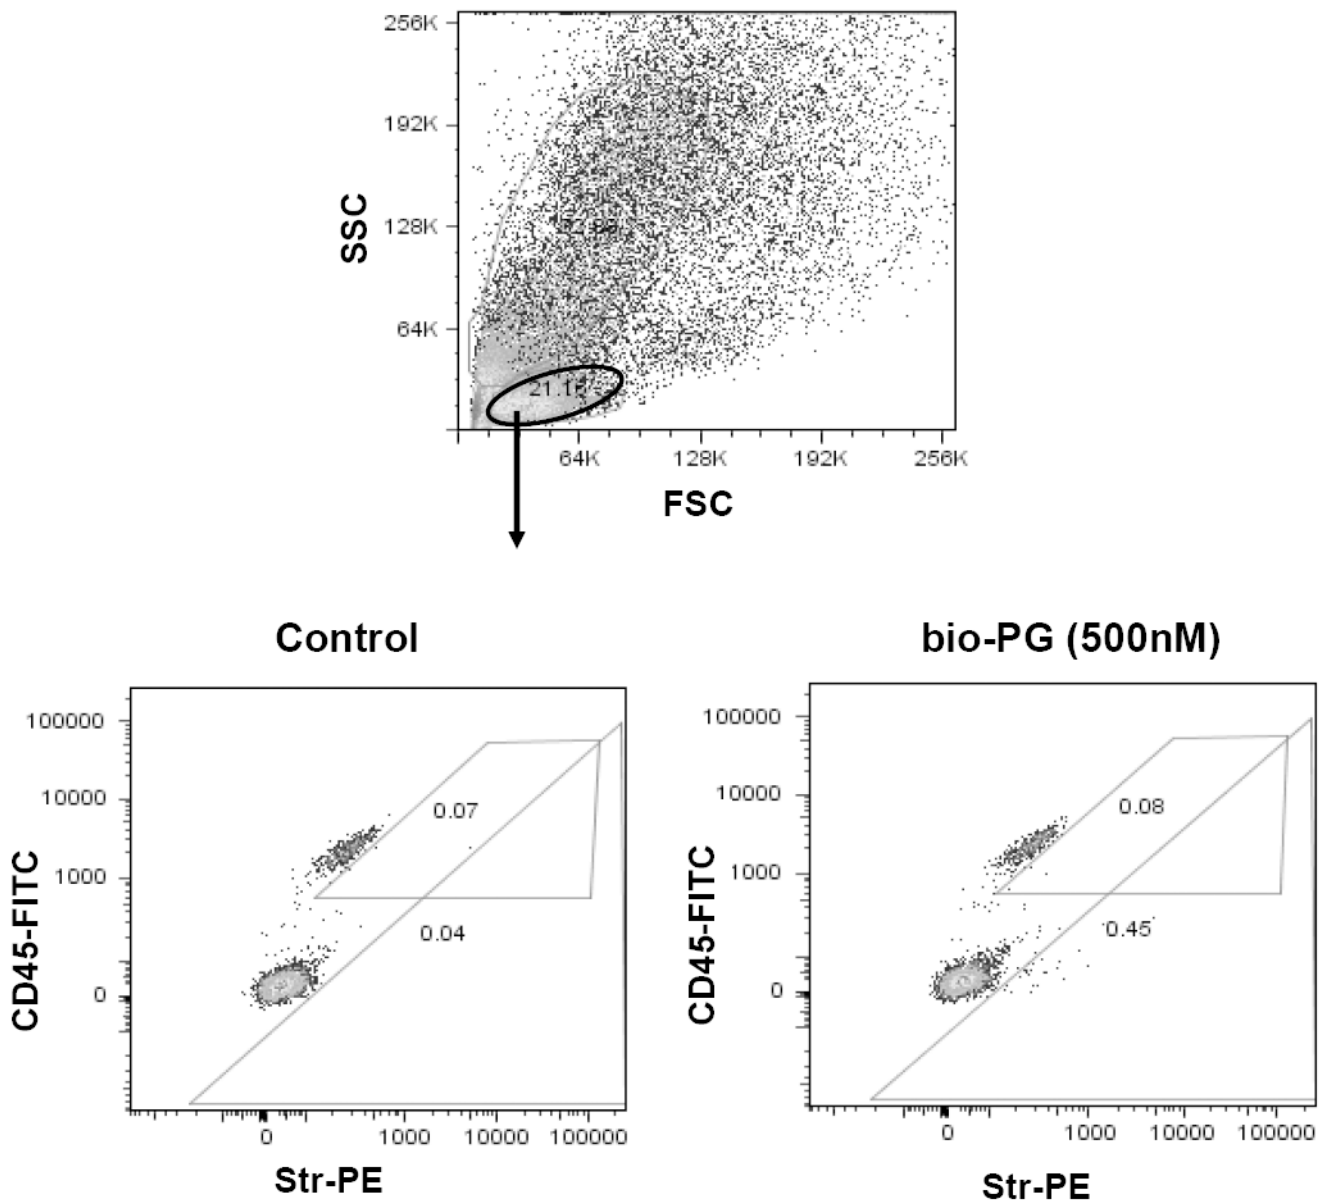 256K
192K
128K
64K
SSC
21.1
64K 128K 192K 256K
FSC
Control
100000
10000
1000
0
CD45-FITC
0.07
0.04
0 1000 10000 100000
Str-PE
bio-PG (500nM)
100000
10000
1000
0
CD45-FITC
0.08
0.45
0 1000 10000 100000
Str-PE